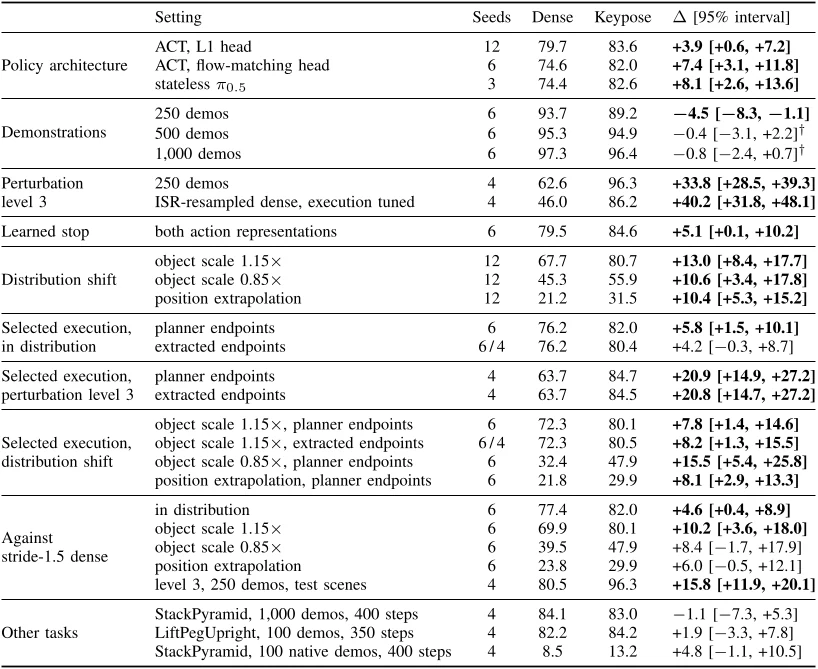 Setting Seeds Dense Keypose Δ [95% interval]
Policy architecture
ACT, L1 head 12 79.7 83.6 +3.9 [+0.6, +7.2]
ACT, flow-matching head 6 74.6 82.0 +7.4 [+3.1, +11.8]
stateless π0.5 3 74.4 82.6 +8.1 [+2.6, +13.6]
Demonstrations
250 demos 6 93.7 89.2 −4.5 [−8.3, −1.1]
500 demos 6 95.3 94.9 −0.4 [−3.1, +2.2]†
1,000 demos 6 97.3 96.4 −0.8 [−2.4, +0.7]†
Perturbation
level 3
250 demos 4 62.6 96.3 +33.8 [+28.5, +39.3]
ISR-resampled dense, execution tuned 4 46.0 86.2 +40.2 [+31.8, +48.1]
Learned stop both action representations 6 79.5 84.6 +5.1 [+0.1, +10.2]
Distribution shift
object scale 1.15× 12 67.7 80.7 +13.0 [+8.4, +17.7]
object scale 0.85× 12 45.3 55.9 +10.6 [+3.4, +17.8]
position extrapolation 12 21.2 31.5 +10.4 [+5.3, +15.2]
Selected execution,
in distribution
planner endpoints 6 76.2 82.0 +5.8 [+1.5, +10.1]
extracted endpoints 6 / 4 76.2 80.4 +4.2 [−0.3, +8.7]
Selected execution,
perturbation level 3
planner endpoints 4 63.7 84.7 +20.9 [+14.9, +27.2]
extracted endpoints 4 63.7 84.5 +20.8 [+14.7, +27.2]
Selected execution,
distribution shift
object scale 1.15×, planner endpoints 6 72.3 80.1 +7.8 [+1.4, +14.6]
object scale 1.15×, extracted endpoints 6 / 4 72.3 80.5 +8.2 [+1.3, +15.5]
object scale 0.85×, planner endpoints 6 32.4 47.9 +15.5 [+5.4, +25.8]
position extrapolation, planner endpoints 6 21.8 29.9 +8.1 [+2.9, +13.3]
Against
stride-1.5 dense
in distribution 6 77.4 82.0 +4.6 [+0.4, +8.9]
object scale 1.15× 6 69.9 80.1 +10.2 [+3.6, +18.0]
object scale 0.85× 6 39.5 47.9 +8.4 [−1.7, +17.9]
position extrapolation 6 23.8 29.9 +6.0 [−0.5, +12.1]
level 3, 250 demos, test scenes 4 80.5 96.3 +15.8 [+11.9, +20.1]
Other tasks
StackPyramid, 1,000 demos, 400 steps 4 84.1 83.0 −1.1 [−7.3, +5.3]
LiftPegUpright, 100 demos, 350 steps 4 82.2 84.2 +1.9 [−3.3, +7.8]
StackPyramid, 100 native demos, 400 steps 4 8.5 13.2 +4.8 [−1.1, +10.5]